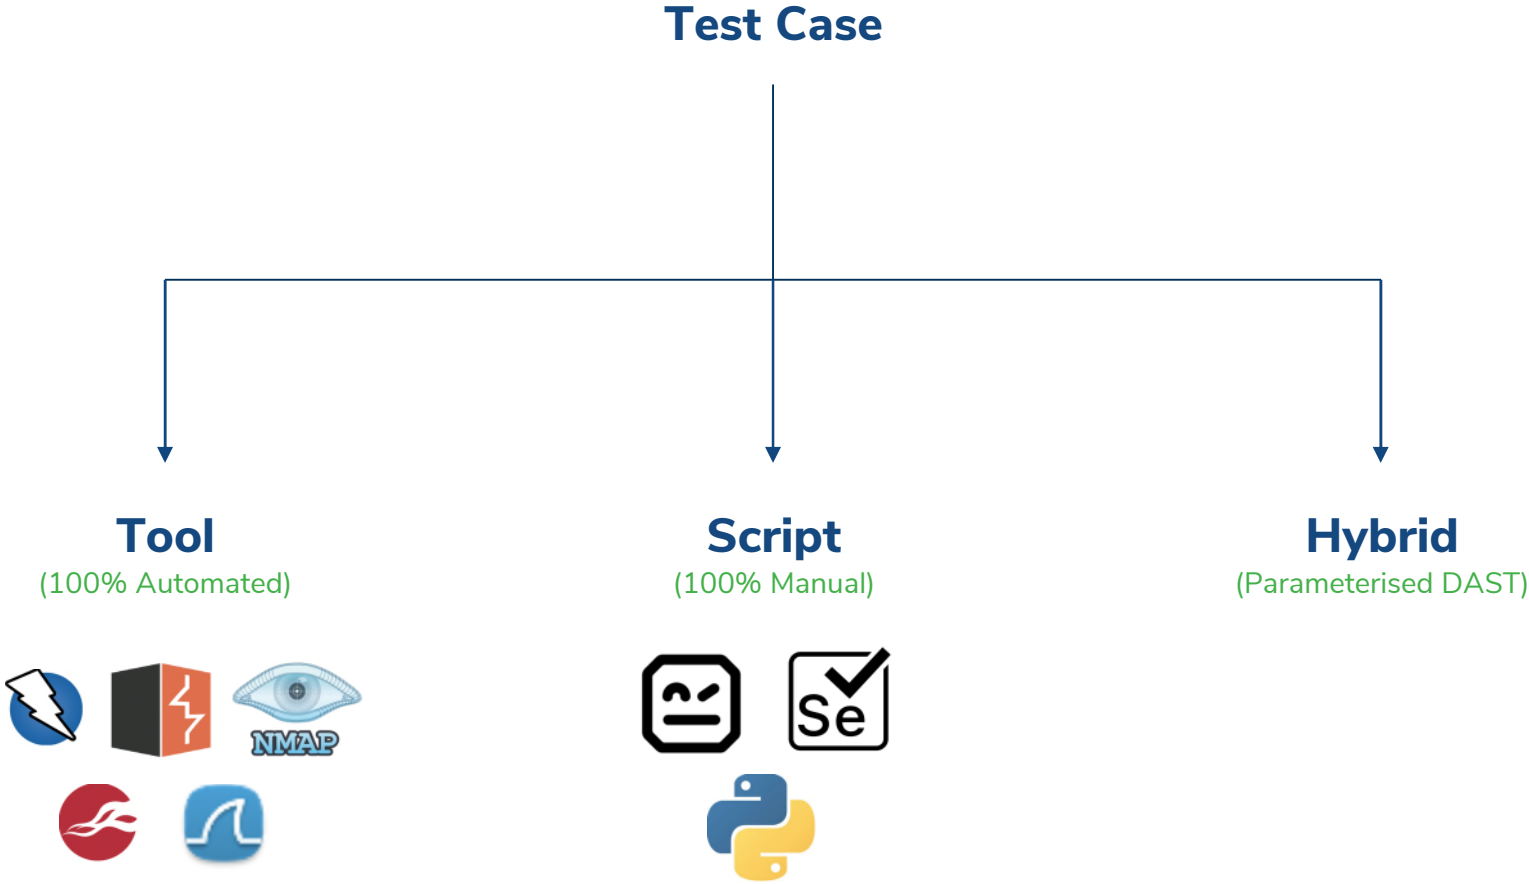 Test Case
Tool
(100% Automated)
Script
(100% Manual)
Hybrid
(Parameterised DAST)
NMAP
Se